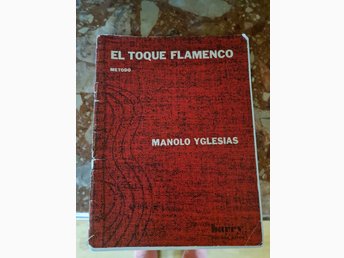 EL TOQUE FLAMENCO
METODO
MANOLO YGLESIAS
barry